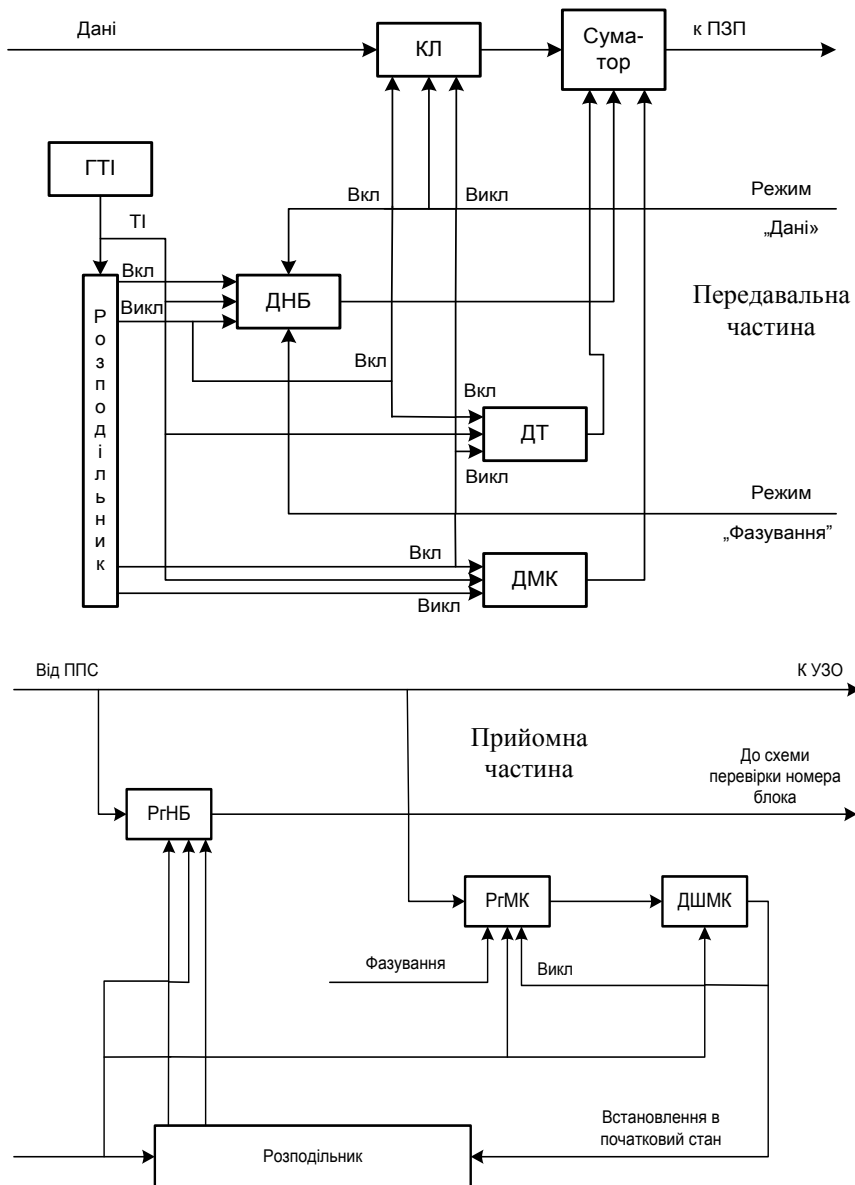 Дані
КЛ
Сума-
тор
к ПЗП
ГТІ
ТІ
Вкл
Викл
Режим
„Дані»
Вкл
Викл
ДНБ
Передавальна
частина
Розподільник
Вкл
Вкл
ДТ
Викл
Режим
„Фазування”
Вкл
ДМК
Викл
Від ППС
К УЗО
Прийомна
частина
До схеми
перевірки номера
блока
РгНБ
РгМК
ДШМК
Фазування
Викл
Встановлення в
початковий стан
Розподільник